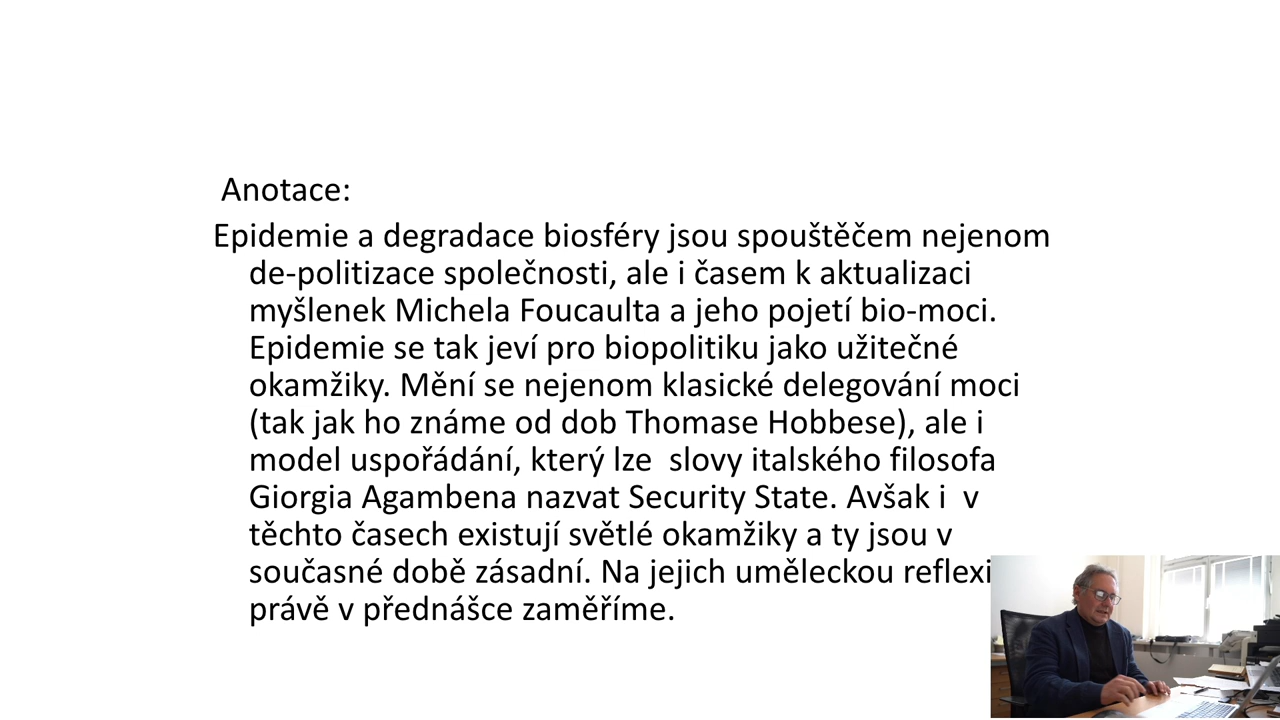 Anotace:
Epidemie a degradace biosféry jsou spouštěčem nejenom
de-politizace společnosti, ale i časem k aktualizaci
myšlenek Michela Foucaulta a jeho pojetí bio-moci.
Epidemie se tak jeví pro biopolitiku jako užitečné
okamžiky. Mění se nejenom klasické delegování moci
(tak jak ho známe od dob Thomase Hobbese), ale i
model uspořádání, který lze  slovy italského filosofa
Giorgia Agambena nazvat Security State. Avšak i  v
těchto časech existují světlé okamžiky a ty jsou v
současné době zásadní. Na jejich uměleckou reflexi
právě v přednášce zaměříme.